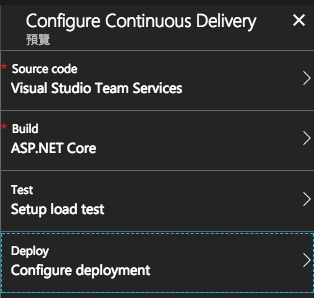 Configure Continuous Delivery
預覽
* Source code
Visual Studio Team Services
* Build
ASP.NET Core
Test
Setup load test
Deploy
Configure deployment